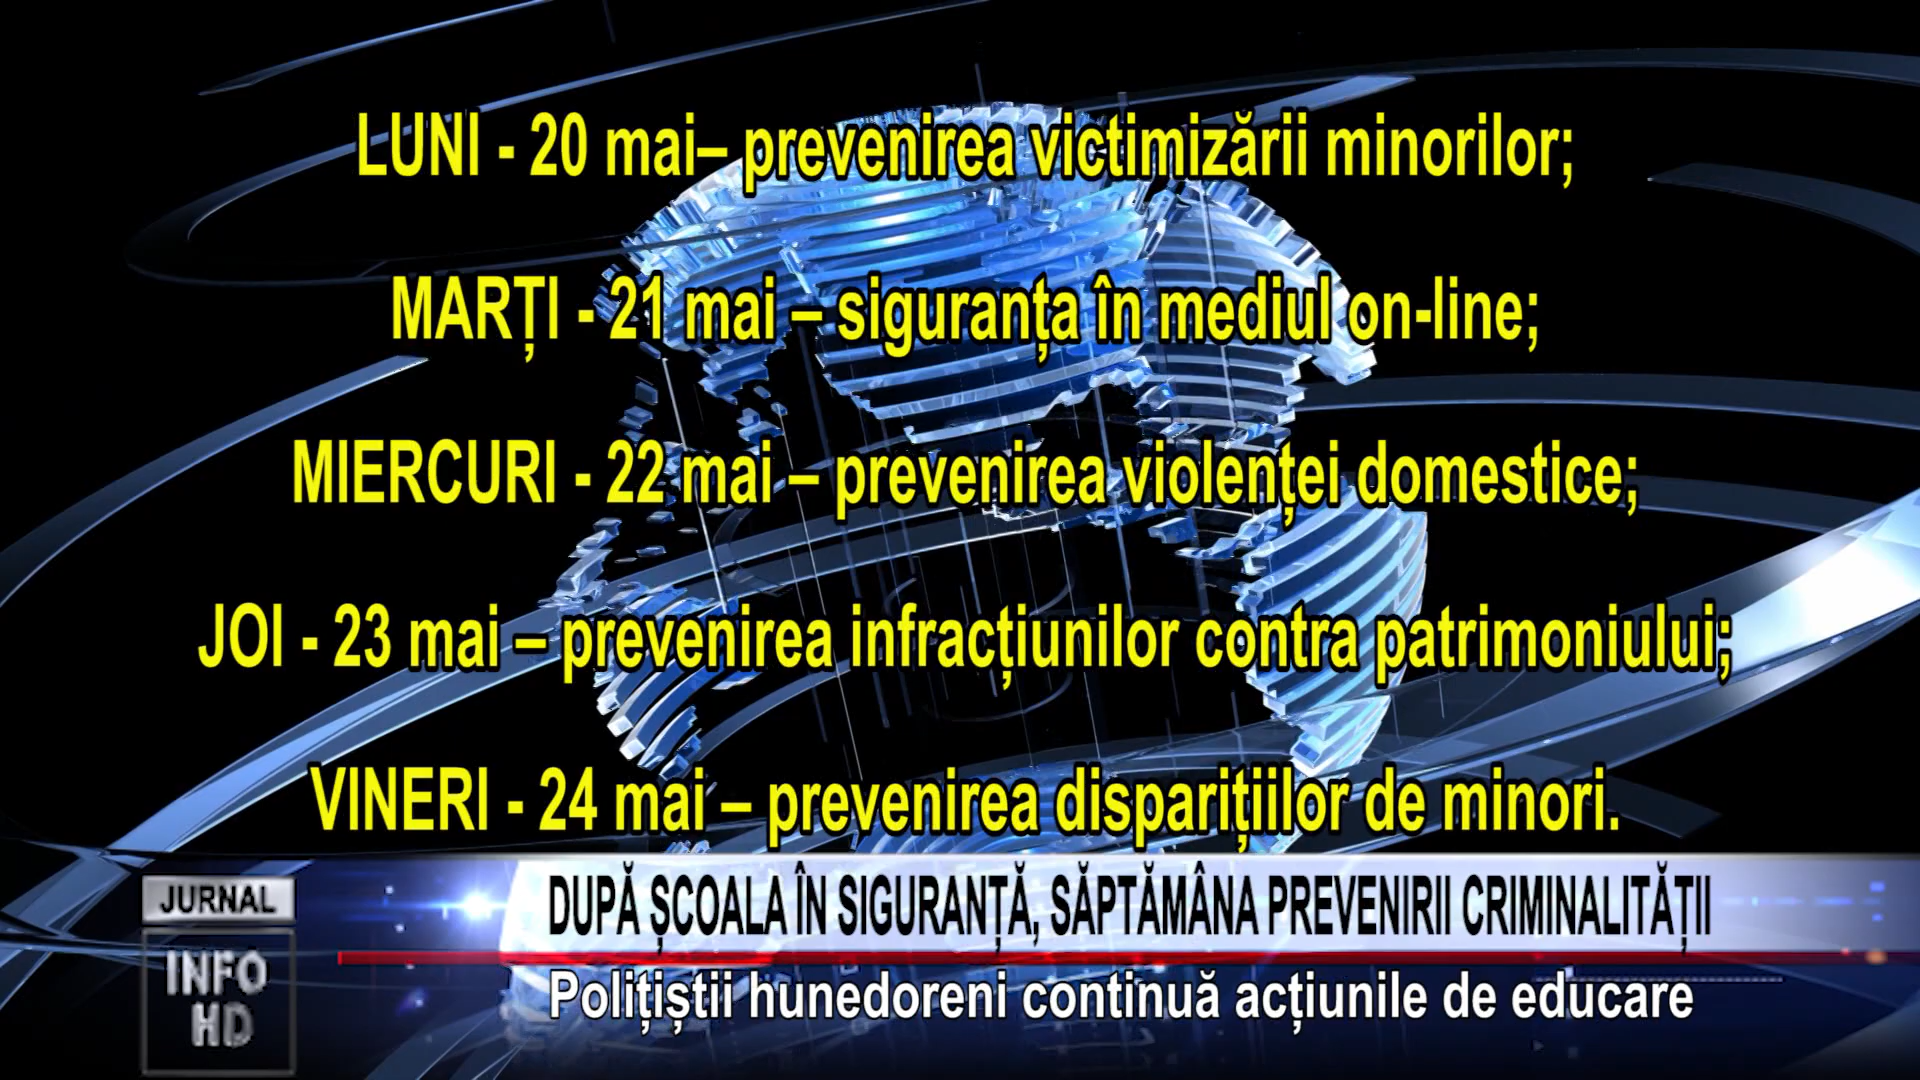 LUNI - 20 mai– prevenirea victimizării minorilor;
MARȚI - 21 mai – siguranța în mediul on-line;
MIERCURI - 22 mai – prevenirea violenței domestice;
JOI - 23 mai – prevenirea infracțiunilor contra patrimoniului;
VINERI - 24 mai – prevenirea disparițiilor de minori.
JURNAL
INFO
HD
DUPĂ ȘCOALA ÎN SIGURANȚĂ, SĂPTĂMÂNA PREVENIRII CRIMINALITĂȚII
Polițiștii hunedoreni continuă acțiunile de educare